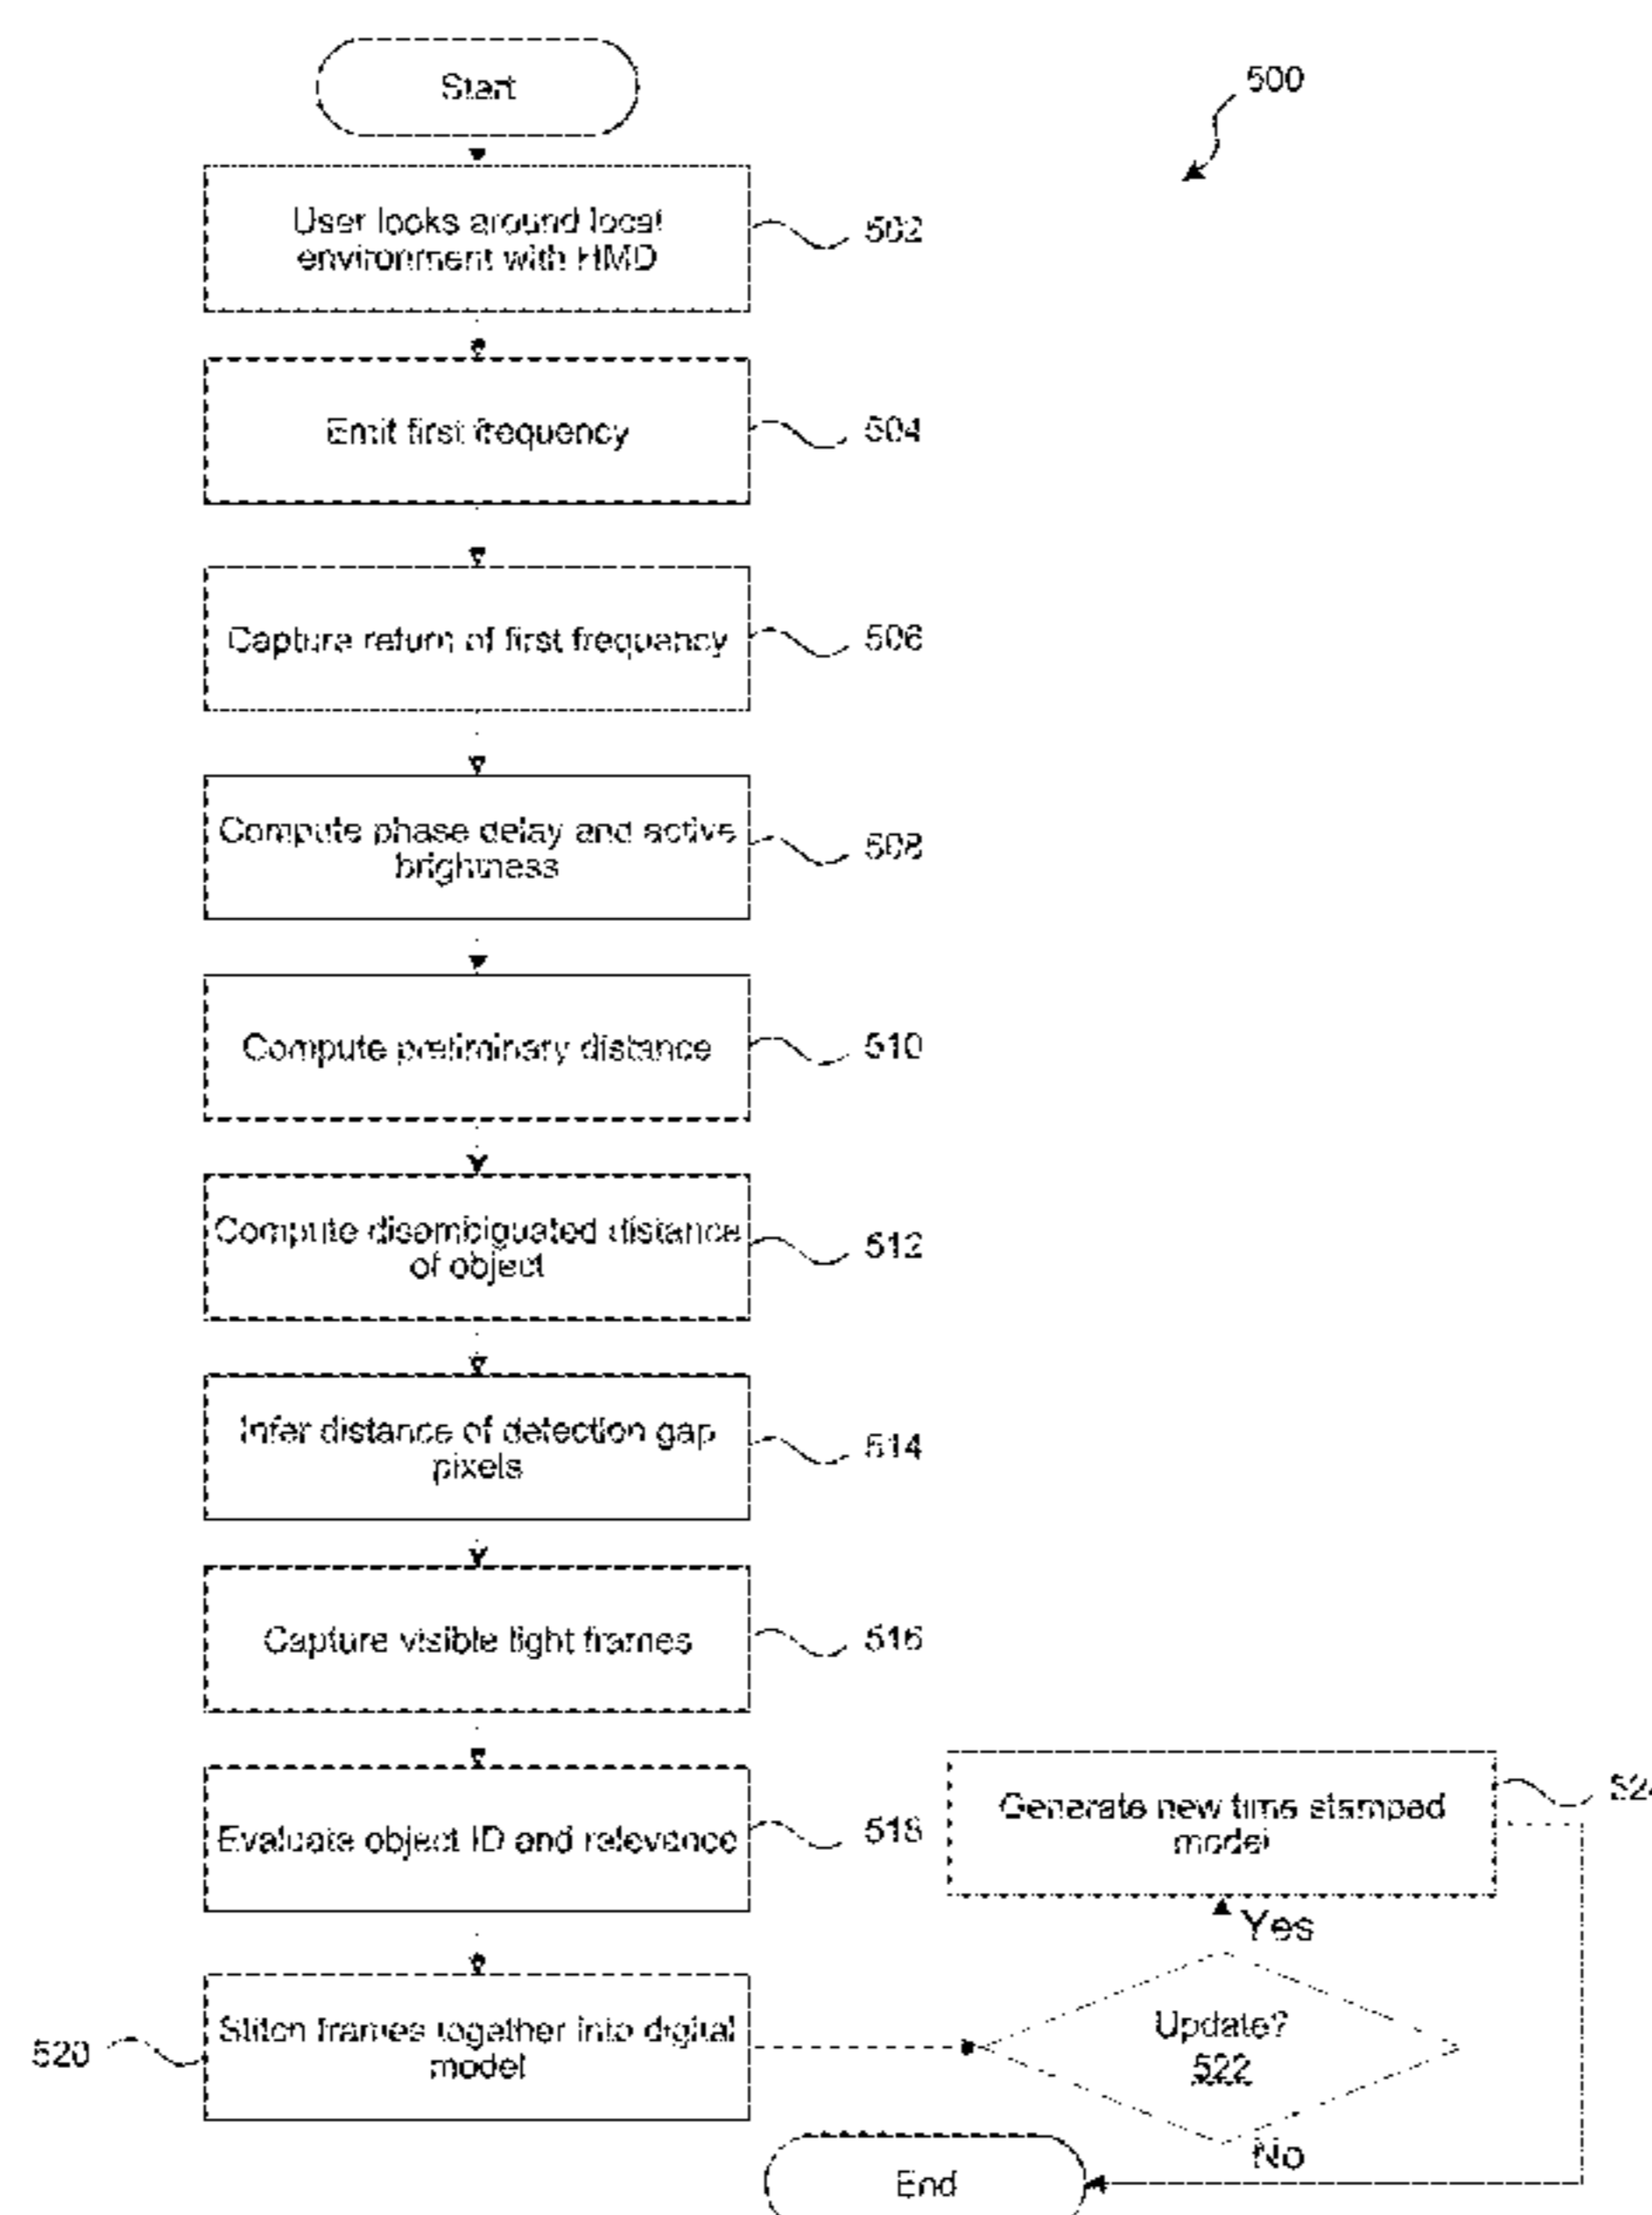 Start
500
User looks around local
environment with HMD
502
Emit first frequency
504
Capture return of first frequency
506
Compute phase delay and active
brightness
508
Compute preliminary distance
510
Compute disambiguated distance
of object
512
Infer distance of detection gap
pixels
514
Capture visible light frames
516
Evaluate object ID and relevance
518
Generate new time stamped
model
Yes
520
Stitch frames together into digital
model
Update?
522
No
End